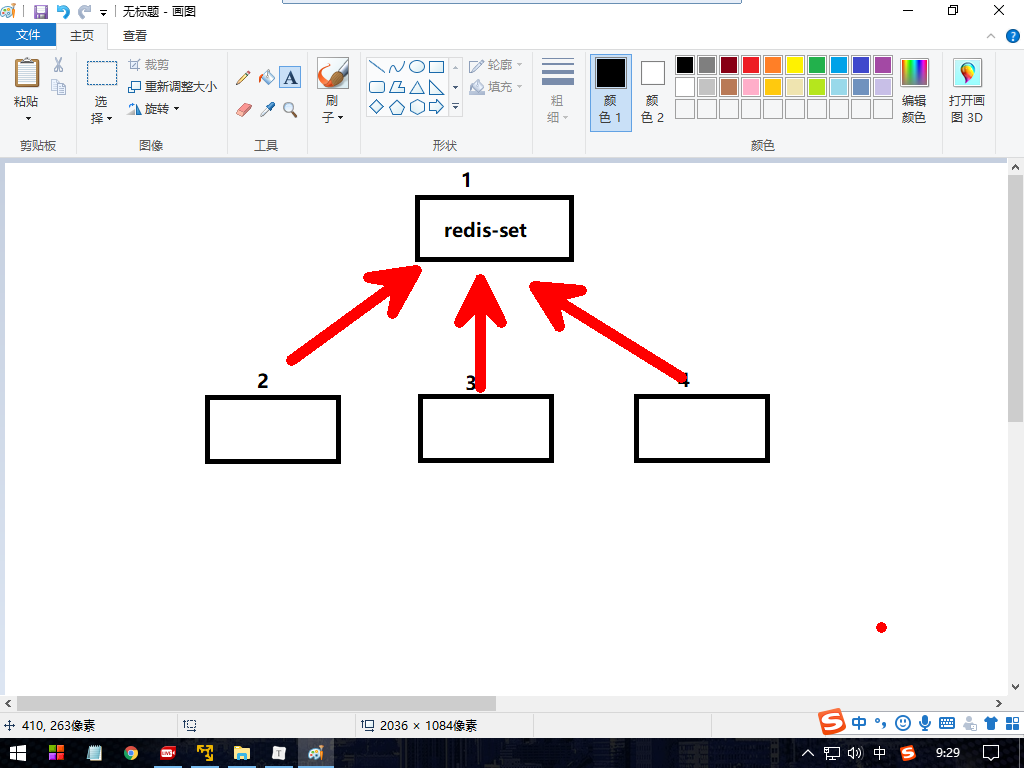 无标题 - 画图
文件 主页 查看
粘贴
剪贴板
选择
裁剪
重新调整大小
旋转
图像
A
工具
刷子
形状
轮廓
填充
粗细
颜色 1
颜色 2
颜色
编辑颜色
打开画图 3D
1
redis-set
2
3
4
410, 263像素
2036 × 1084像素
S 中
中 S 9:29